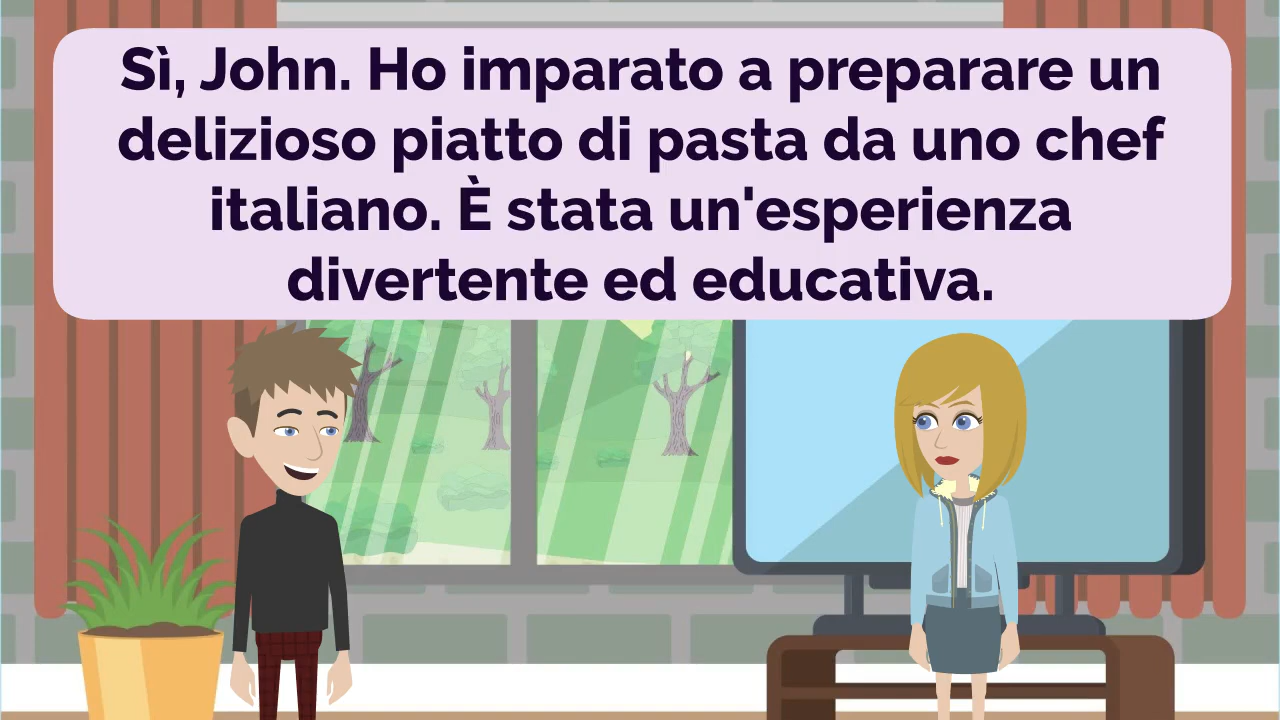 Sì, John. Ho imparato a preparare un
delizioso piatto di pasta da uno chef
italiano. È stata un'esperienza
divertente ed educativa.